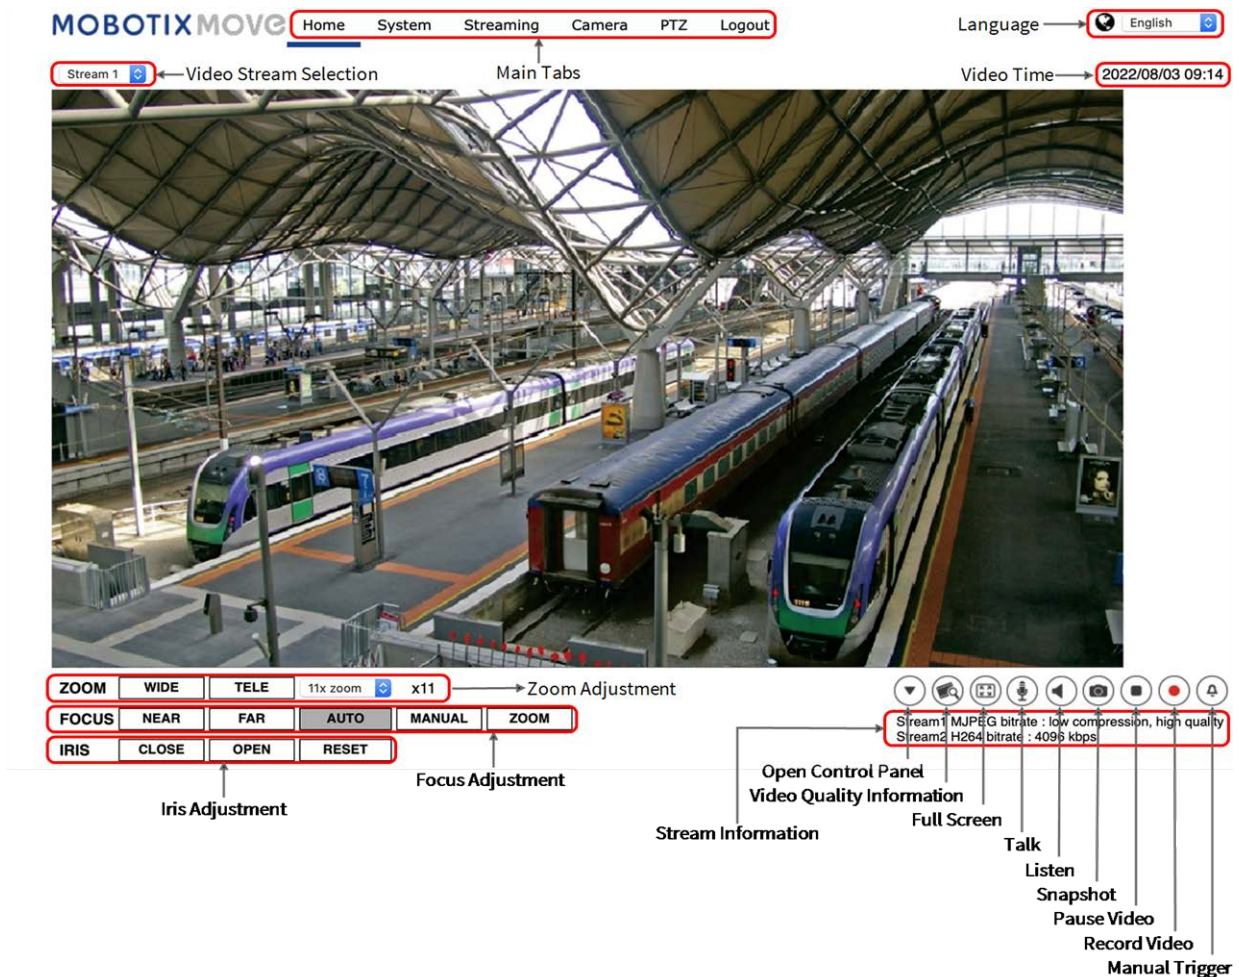 MOBOTIXMOVE Home System Streaming Camera PTZ Logout
Language English
Stream 1 Video Stream Selection
Main Tabs
Video Time 2022/08/03 09:14
8 7
ZOOM WIDE TELE 11x zoom x11 Zoom Adjustment
FOCUS NEAR FAR AUTO MANUAL ZOOM
IRIS CLOSE OPEN RESET
Stream1 MJPEG bitrate : low compression, high quality
Stream2 H264 bitrate : 4096 kbps
Focus Adjustment
Iris Adjustment
Open Control Panel
Video Quality Information
Full Screen
Stream Information
Talk
Listen
Snapshot
Pause Video
Record Video
Manual Trigger